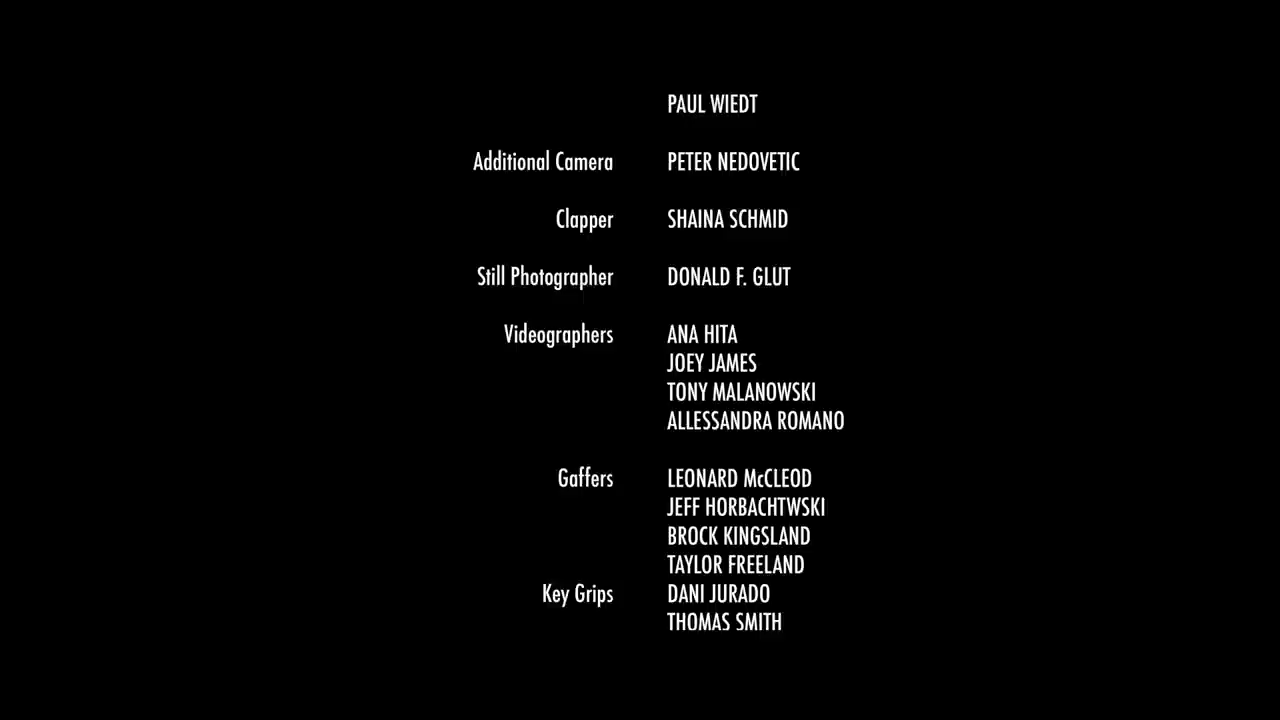 PAUL WIEDT
Additional Camera PETER NEDOVETIC
Clapper SHAINA SCHMID
Still Photographer DONALD F. GLUT
Videographers ANA HITA
JOEY JAMES
TONY MALANOWSKI
ALLESSANDRA ROMANO
Gaffers LEONARD McCLEOD
JEFF HORBACHTWSKI
BROCK KINGSLAND
TAYLOR FREELAND
Key Grips DANI JURADO
THOMAS SMITH